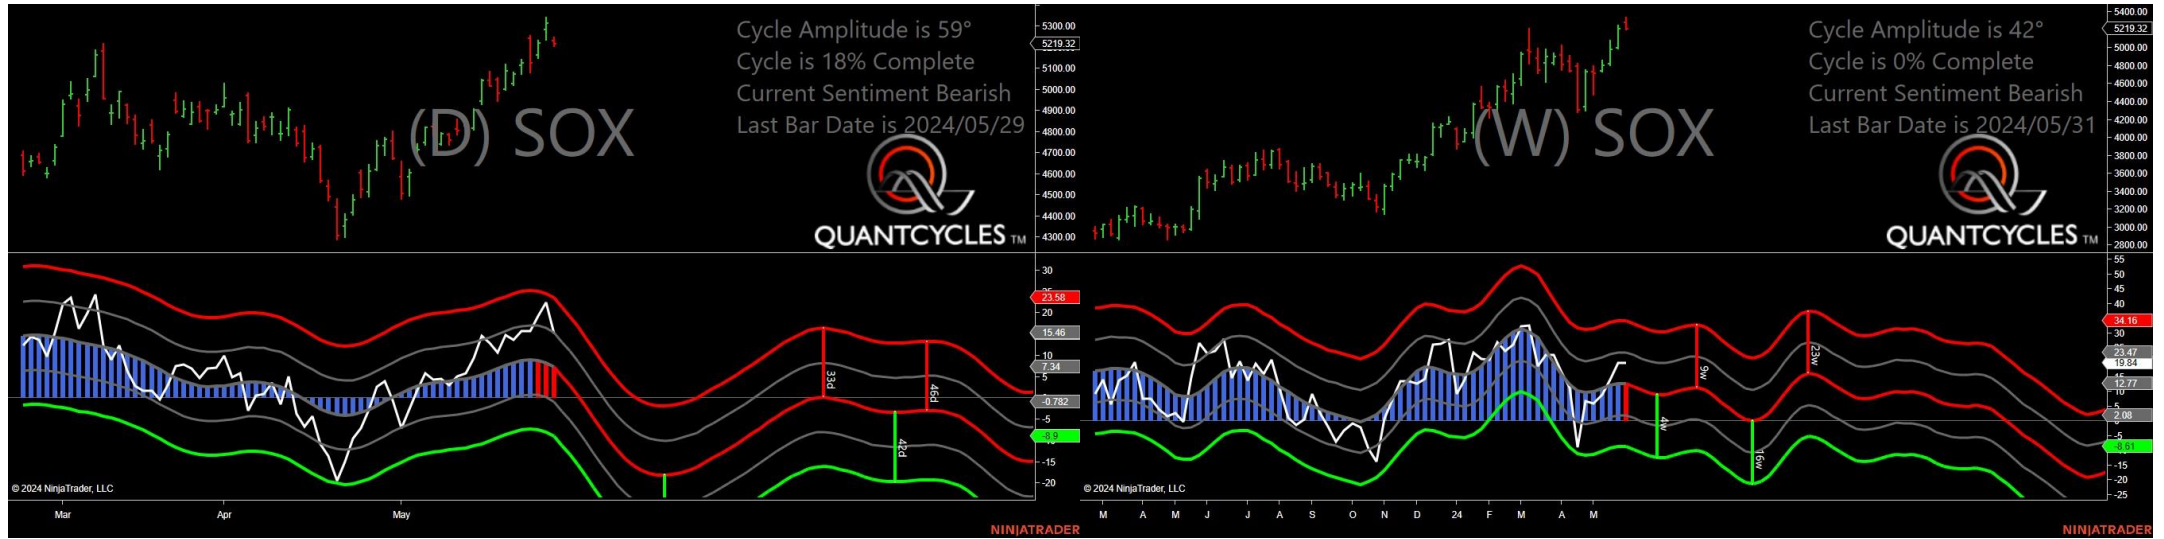 Cycle Amplitude is 59°
Cycle is 18% Complete
Current Sentiment Bearish
Last Bar Date is 2024/05/29
(D) SOX
QUANTCYCLES TM
5300.00
5219.32
5100.00
5000.00
4900.00
4800.00
4700.00
4600.00
4500.00
4400.00
4300.00
30
23.58
20
15.46
10
7.34
5
-0.782
-5
-8.9
-15
-20
33d
46d
42d
© 2024 NinjaTrader, LLC
Mar Apr May
NINJATRADER
Cycle Amplitude is 42°
Cycle is 0% Complete
Current Sentiment Bearish
Last Bar Date is 2024/05/31
(W) SOX
QUANTCYCLES TM
5400.00
5219.32
5000.00
4800.00
4600.00
4400.00
4200.00
4000.00
3800.00
3600.00
3400.00
3200.00
3000.00
2800.00
55
50
45
40
34.16
30
23.47
19.84
12.77
10
5
2.08
-5
-8.61
-15
-20
-25
4w
9w
16w
23w
© 2024 NinjaTrader, LLC
M A M J J A S O N D 24 F M A M
NINJATRADER